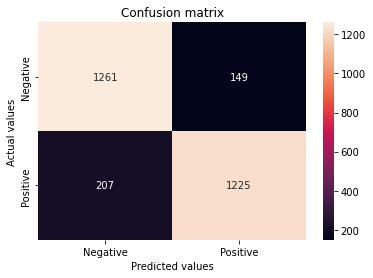 Confusion matrix
Negative
1261
149
1200
1000
800
600
400
200
Actual values
Positive
207
1225
Negative
Positive
Predicted values